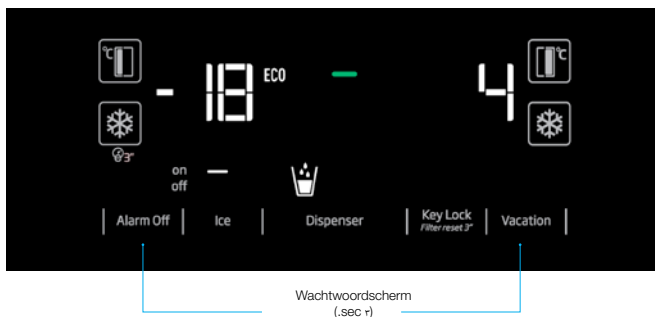 °C °C
- 18 ECO 4
3"
on
off
Alarm Off Ice Dispenser Key Lock Vacation
Filter reset 3"
Wachtwoordscherm
(.sec ٣)